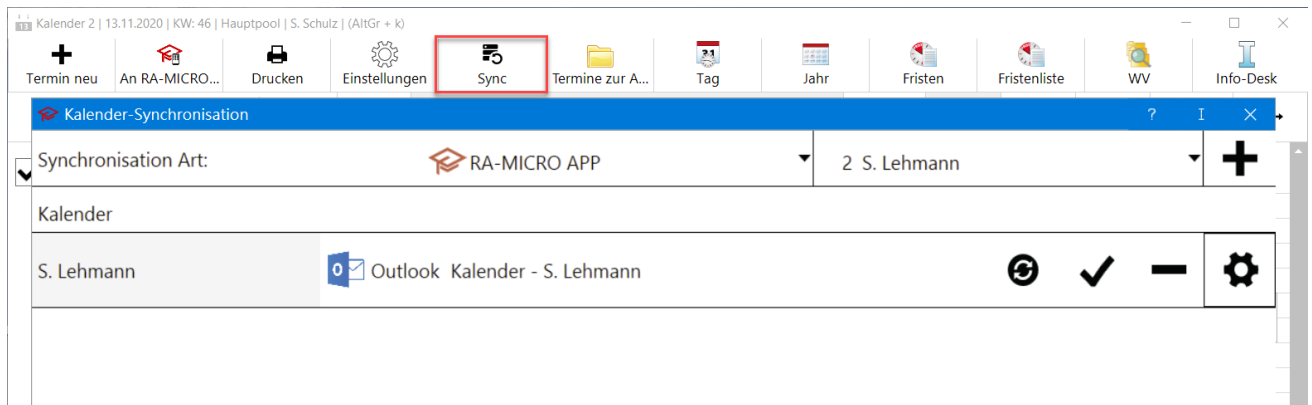 Kalender 2 | 13.11.2020 | KW: 46 | Hauptpool | S. Schulz | (AltGr + k)
Termin neu An RA-MICRO... Drucken Einstellungen Sync Termine zur A... Tag Jahr Fristen Fristenliste WV Info-Desk
Kalender-Synchronisation
Synchronisation Art: RA-MICRO APP 2 S. Lehmann
Kalender
S. Lehmann Outlook Kalender - S. Lehmann